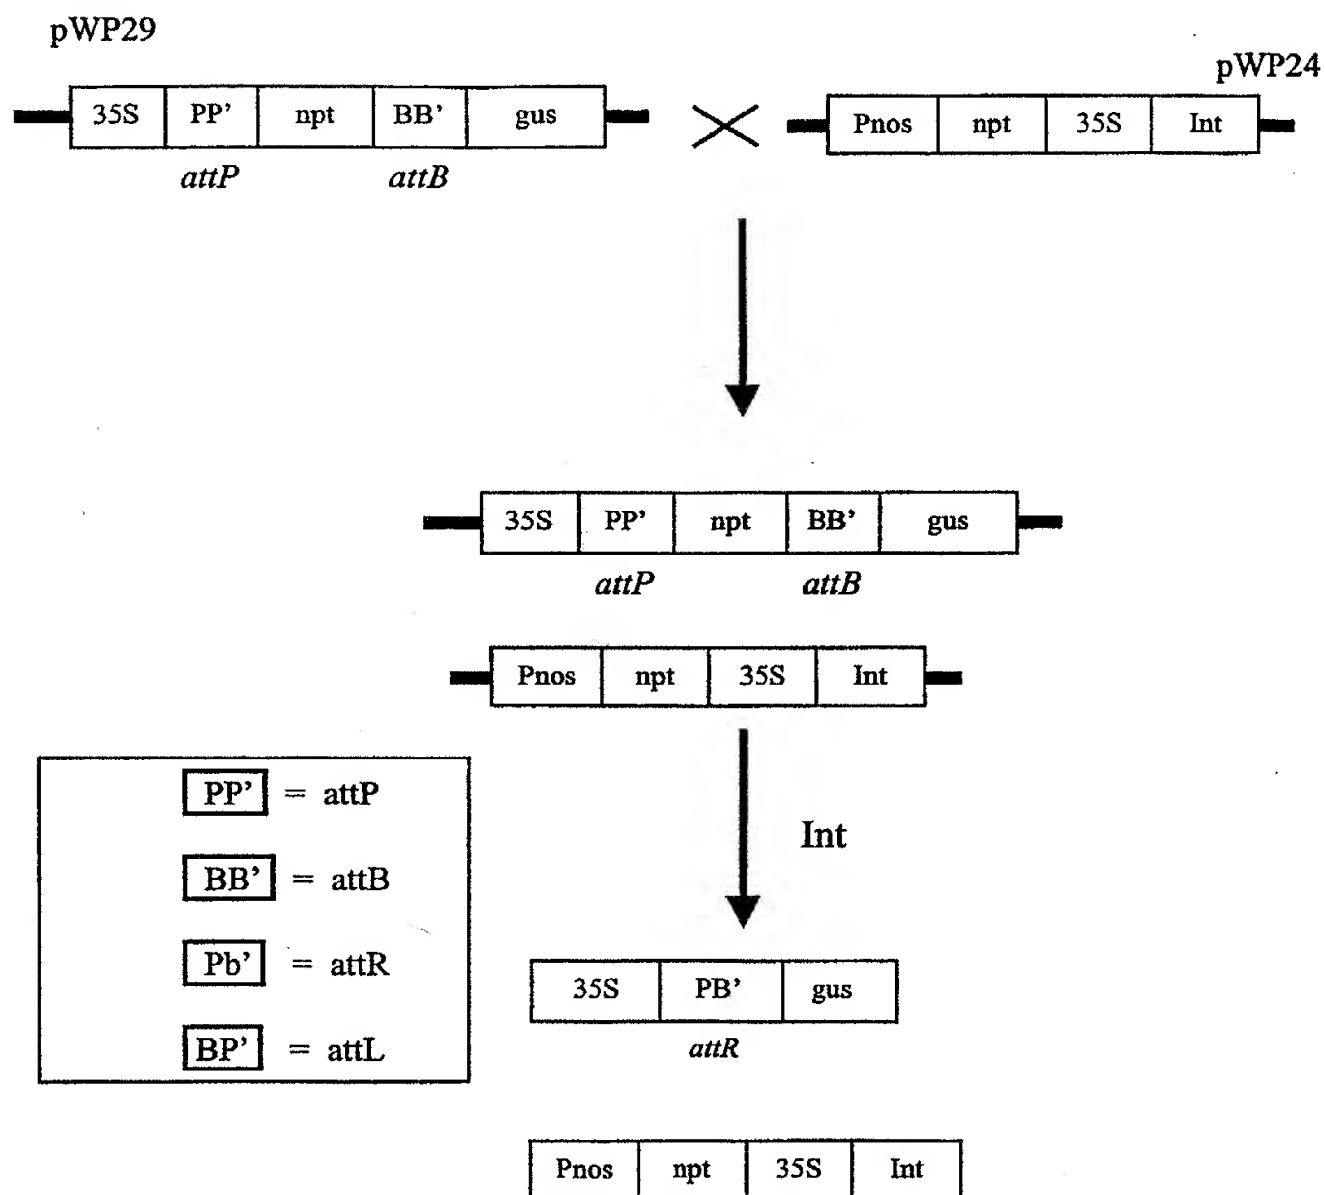 pWP29
pWP24
35S PP' npt BB' gus
Pnos npt 35S Int
attP attB
35S PP' npt BB' gus
attP attB
Pnos npt 35S Int
PP' = attP
BB' = attB
Pb' = attR
BP' = attL
Int
35S PB' gus
attR
Pnos npt 35S Int